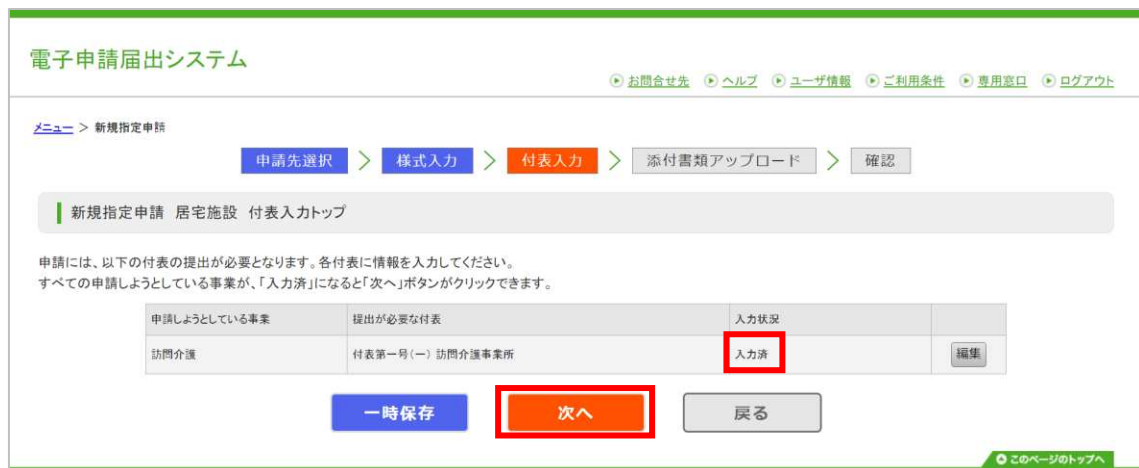 電子申請届出システム
お問合せ先 ヘルプ ユーザ情報 ご利用条件 専用窓口 ログアウト
メニュー > 新規指定申請
申請先選択 > 様式入力 > 付表入力 > 添付書類アップロード > 確認
新規指定申請 居宅施設 付表入力トップ
申請には、以下の付表の提出が必要となります。各付表に情報を入力してください。
すべての申請しようとしている事業が、「入力済」になると「次へ」ボタンがクリックできます。
申請しようとしている事業 提出が必要な付表 入力状況
訪問介護 付表第一号(一) 訪問介護事業所 入力済 編集
一時保存 次へ 戻る
このページのトップへ